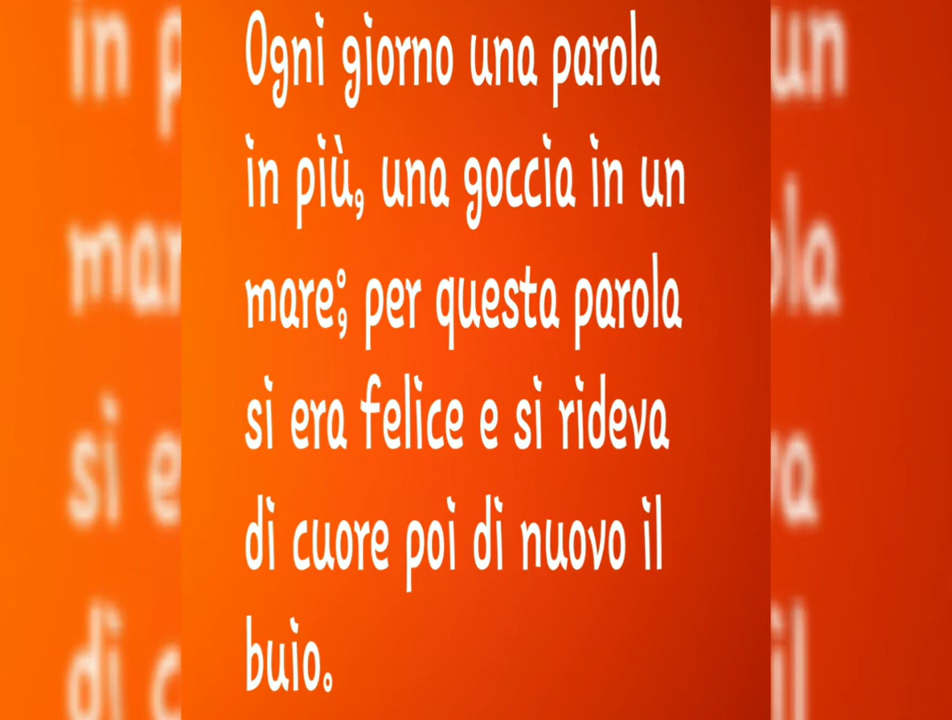 Ogni giorno una parola
in più, una goccia in un
mare; per questa parola
si era felice e si rideva
di cuore poi di nuovo il
buio.